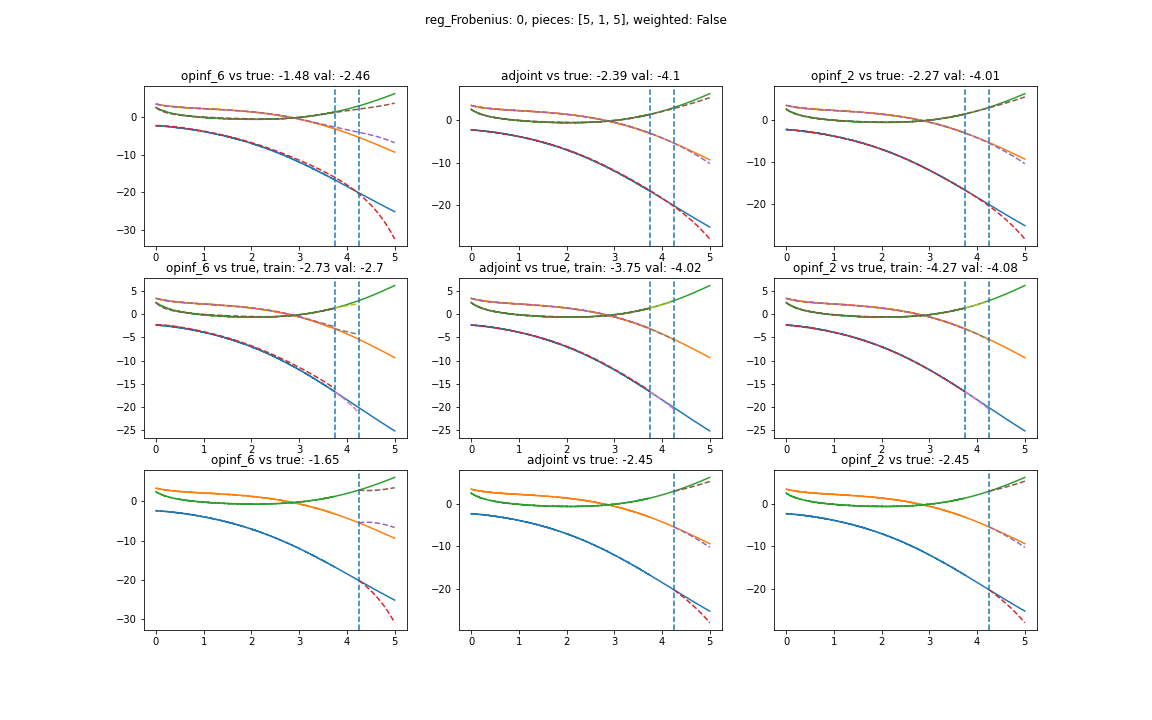 reg_Frobenius: 0, pieces: [5, 1, 5], weighted: False
opinf_6 vs true: -1.48 val: -2.46
adjoint vs true: -2.39 val: -4.1
opinf_2 vs true: -2.27 val: -4.01
0
−10
−20
−30
0 1 2 3 4 5
0
−10
−20
0 1 2 3 4 5
0
−10
−20
0 1 2 3 4 5
opinf_6 vs true, train: -2.73 val: -2.7
adjoint vs true, train: -3.75 val: -4.02
opinf_2 vs true, train: -4.27 val: -4.08
5
0
−5
−10
−15
−20
−25
0 1 2 3 4 5
5
0
−5
−10
−15
−20
−25
0 1 2 3 4 5
5
0
−5
−10
−15
−20
−25
0 1 2 3 4 5
opinf_6 vs true: -1.65
adjoint vs true: -2.45
opinf_2 vs true: -2.45
0
−10
−20
−30
0 1 2 3 4 5
0
−10
−20
0 1 2 3 4 5
0
−10
−20
0 1 2 3 4 5